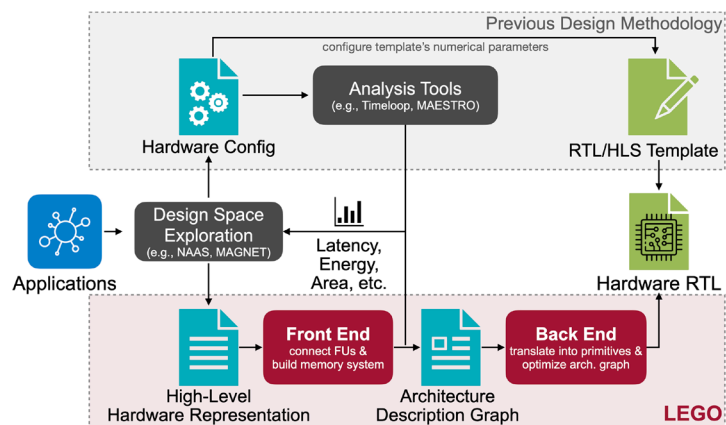 Previous Design Methodology
configure template's numerical parameters
Analysis Tools
(e.g., Timeloop, MAESTRO)
Hardware Config
RTL/HLS Template
Design Space
Exploration
(e.g., NAAS, MAGNET)
Latency,
Energy,
Area, etc.
Applications
Hardware RTL
Front End
connect FUs &
build memory system
Back End
translate into primitives &
optimize arch. graph
High-Level
Hardware Representation
Architecture
Description Graph
LEGO